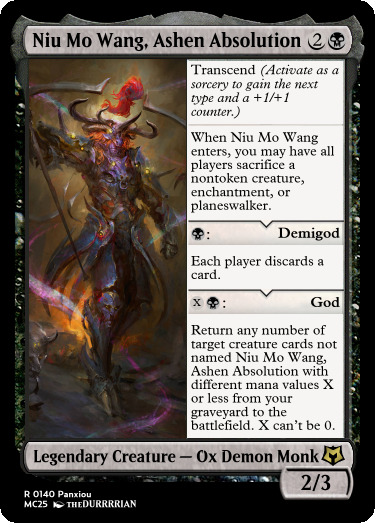 Niu Mo Wang, Ashen Absolution 2
Transcend (Activate as a
sorcery to gain the next
type and a +1/+1
counter.)
When Niu Mo Wang
enters, you may have all
players sacrifice a
nontoken creature,
enchantment, or
planeswalker.
: Demigod
Each player discards a
card.
X : God
Return any number of
target creature cards not
named Niu Mo Wang,
Ashen Absolution with
different mana values X
or less from your
graveyard to the
battlefield. X can't be 0.
Legendary Creature — Ox Demon Monk
2/3
R 0140 Panxiou
MC25 THEDURRRRIAN